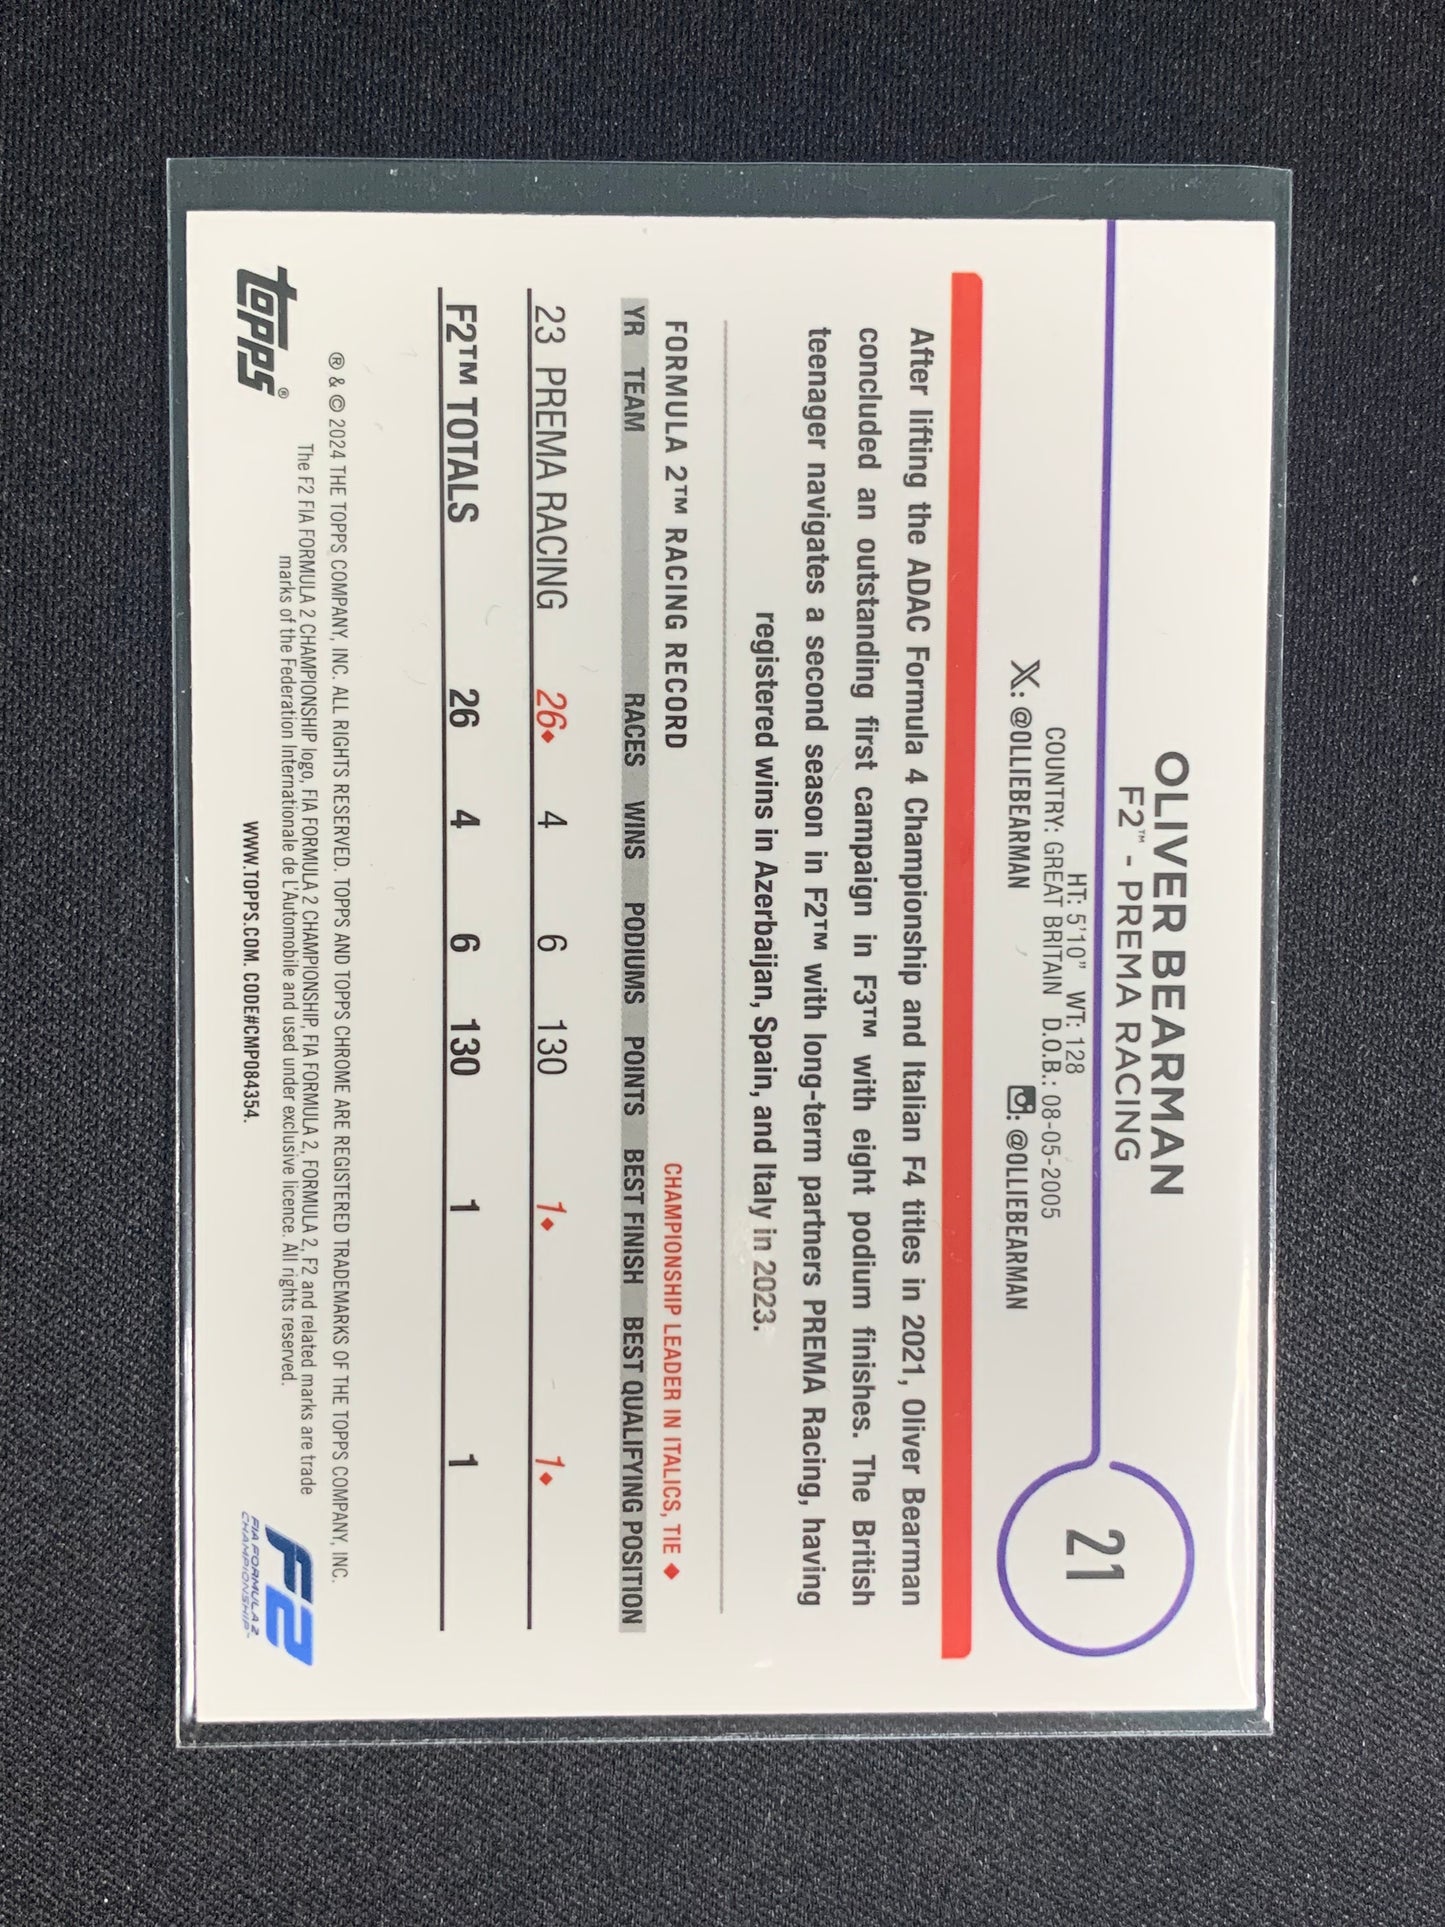 OLIVER BEARMAN
F2™ - PREMA RACING
21
HT: 5'10" WT: 128
COUNTRY: GREAT BRITAIN D.O.B.: 08-05-2005
X: @OLLIEBEARMAN : @OLLIEBEARMAN
After lifting the ADAC Formula 4 Championship and Italian F4 titles in 2021, Oliver Bearman
concluded an outstanding first campaign in F3™ with eight podium finishes. The British
teenager navigates a second season in F2™ with long-term partners PREMA Racing, having
registered wins in Azerbaijan, Spain, and Italy in 2023.
FORMULA 2™ RACING RECORD CHAMPIONSHIP LEADER IN ITALICS, TIE ♦
YR TEAM RACES WINS PODIUMS POINTS BEST FINISH BEST QUALIFYING POSITION
23 PREMA RACING 26♦ 4 6 130 1♦ 1♦
F2™ TOTALS 26 4 6 130 1 1
® & © 2024 THE TOPPS COMPANY, INC. ALL RIGHTS RESERVED. TOPPS AND TOPPS CHROME ARE REGISTERED TRADEMARKS OF THE TOPPS COMPANY, INC.
The F2 FIA FORMULA 2 CHAMPIONSHIP logo, FIA FORMULA 2 CHAMPIONSHIP, FIA FORMULA 2, FORMULA 2, F2 and related marks are trade
marks of the Federation Internationale de L'Automobile and used under exclusive licence. All rights reserved.
WWW.TOPPS.COM. CODE#CMP084354.
topps®
F2
FIA FORMULA 2
CHAMPIONSHIP™